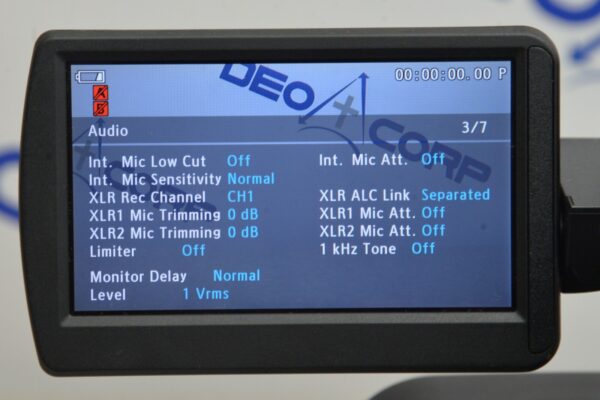 00:00:00.00 P
A
B
DEO
CORP
Audio 3/7
Int. Mic Low Cut Off Int. Mic Att. Off
Int. Mic Sensitivity Normal
XLR Rec Channel CH1 XLR ALC Link Separated
XLR1 Mic Trimming 0 dB XLR1 Mic Att. Off
XLR2 Mic Trimming 0 dB XLR2 Mic Att. Off
Limiter Off 1 kHz Tone Off
Monitor Delay Normal
Level 1 Vrms